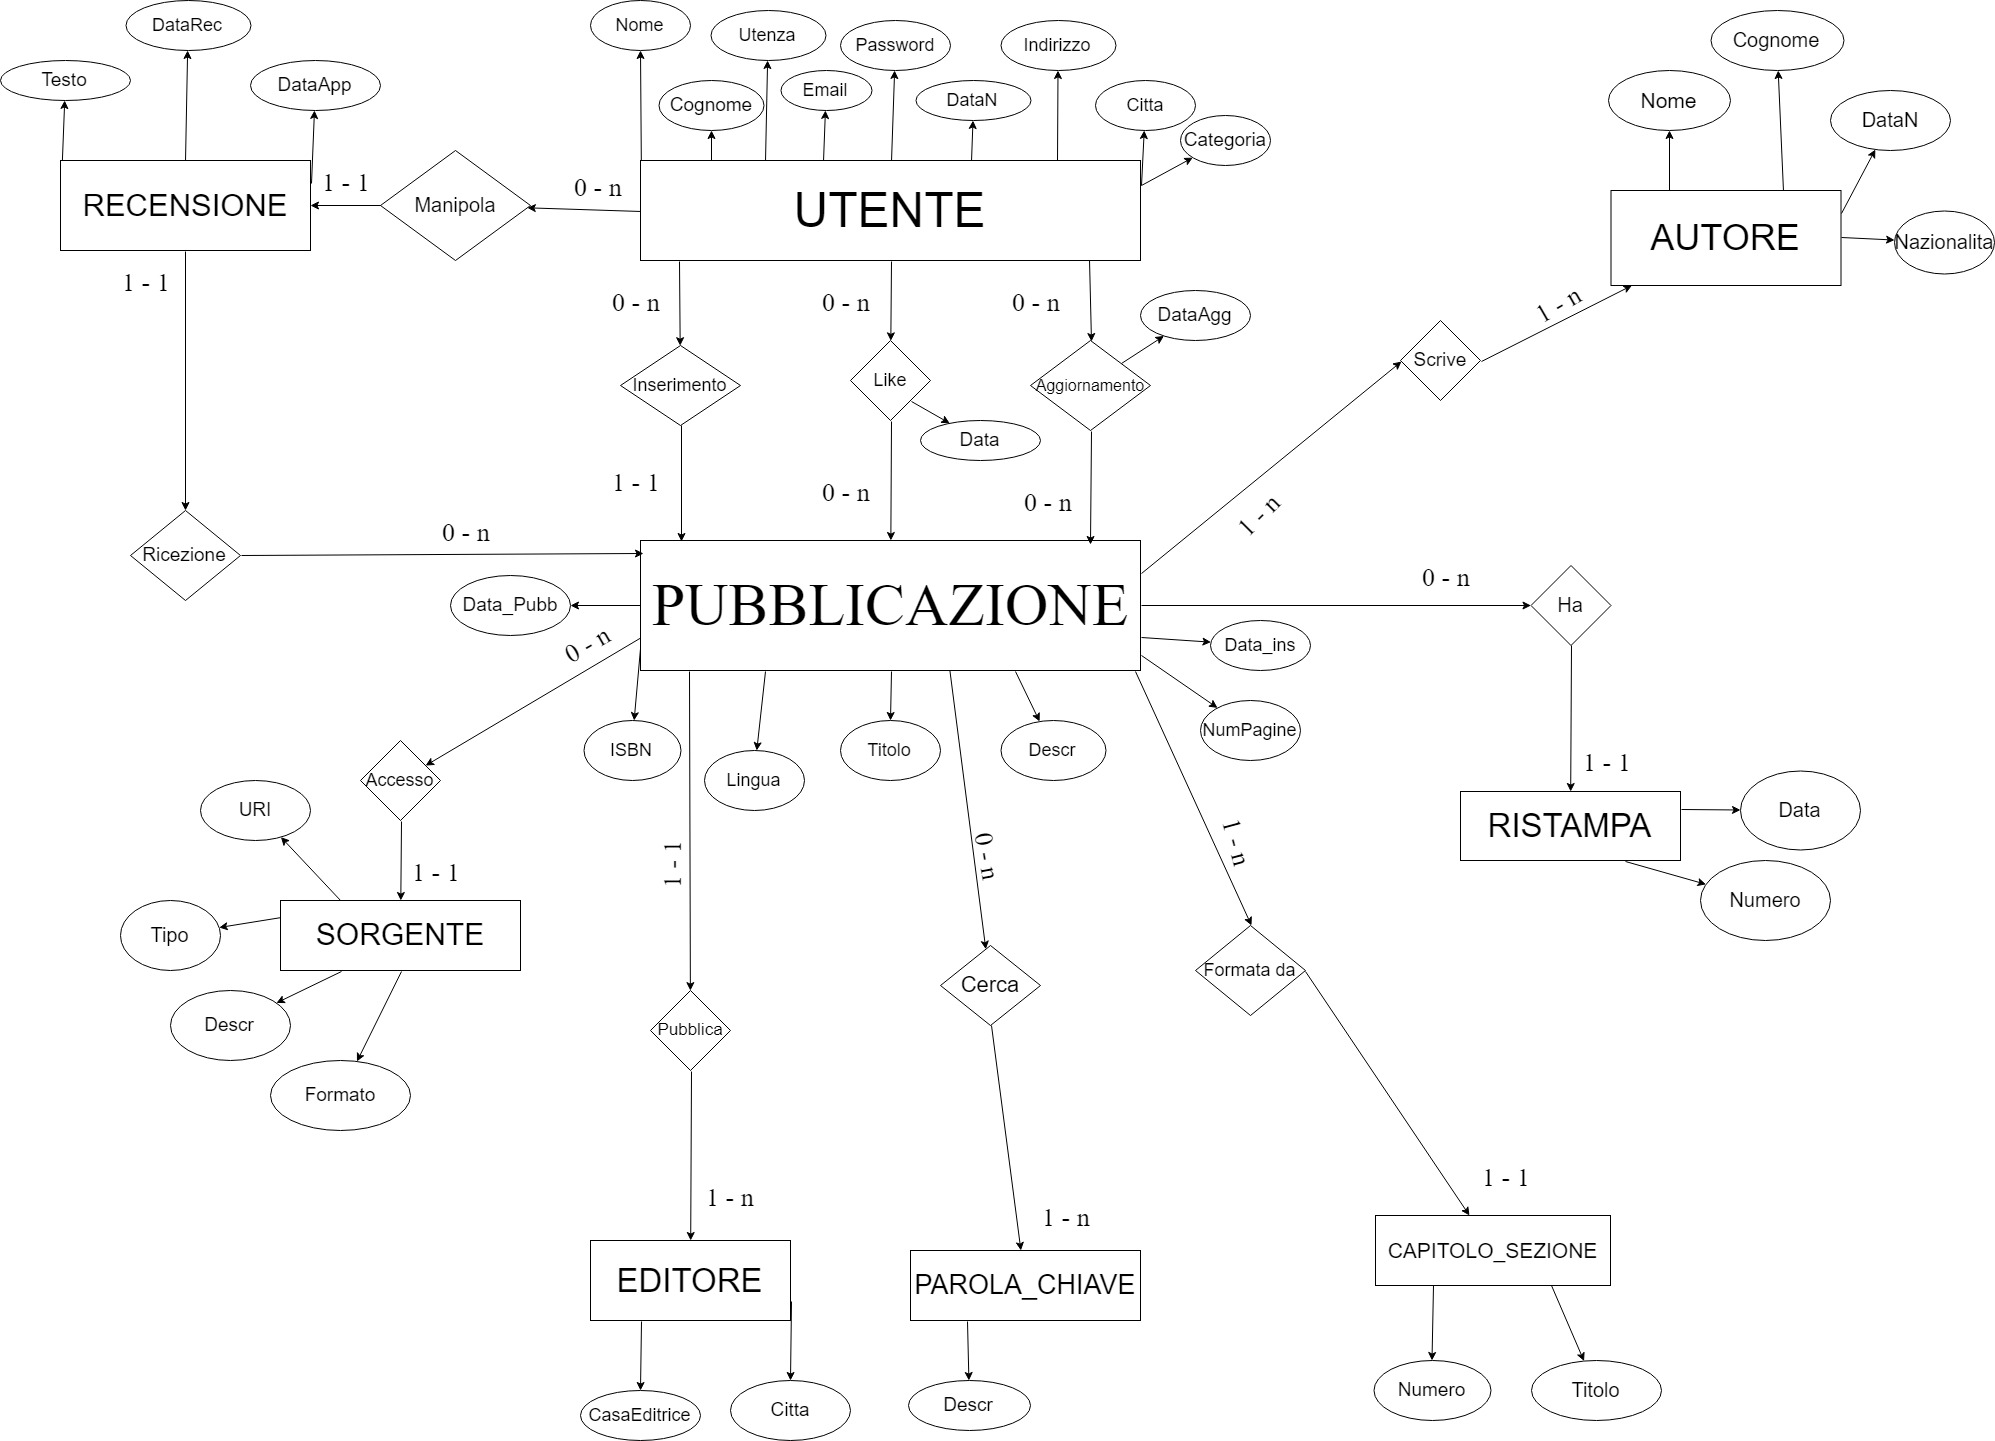 DataRec
Nome
Utenza
Password
Indirizzo
Cognome
Testo
DataApp
Cognome
Email
DataN
Citta
Categoria
Nome
DataN
RECENSIONE
1 - 1
Manipola
0 - n
UTENTE
AUTORE
Nazionalita
1 - 1
0 - n
0 - n
0 - n
DataAgg
1 - n
Inserimento
Like
Aggiornamento
Scrive
Data
1 - 1
0 - n
0 - n
1 - n
Ricezione
0 - n
Data_Pubb
PUBBLICAZIONE
0 - n
Ha
0 - n
Data_ins
ISBN
Lingua
Titolo
Descr
NumPagine
Accesso
URI
1 - 1
RISTAMPA
Data
1 - 1
1 - 1
0 - n
1 - n
Numero
Tipo
SORGENTE
Descr
Formato
Pubblica
Cerca
Formata da
1 - n
1 - n
1 - 1
EDITORE
PAROLA_CHIAVE
CAPITOLO_SEZIONE
CasaEditrice
Citta
Descr
Numero
Titolo